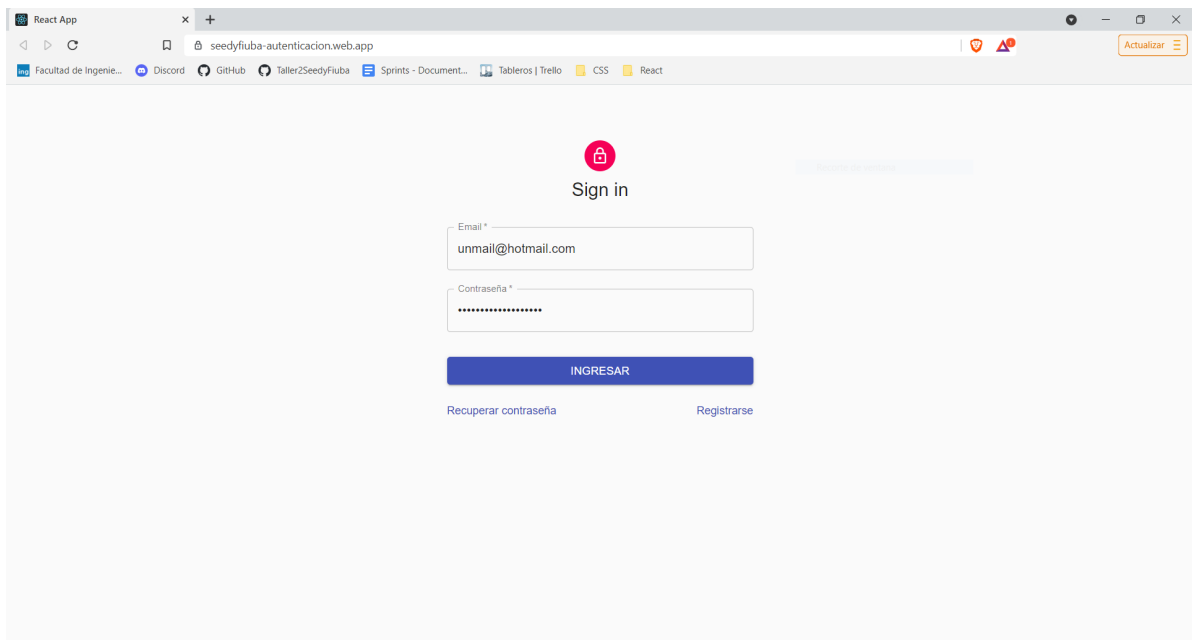 React App
seedyfiuba-autenticacion.web.app
Actualizar
ing Facultad de Ingenie... Discord GitHub Taller2SeedyFiuba Sprints - Document... Tableros | Trello CSS React
Sign in
Email *
unmail@hotmail.com
Contraseña *
•••••••••••••••••••
INGRESAR
Recuperar contraseña Registrarse